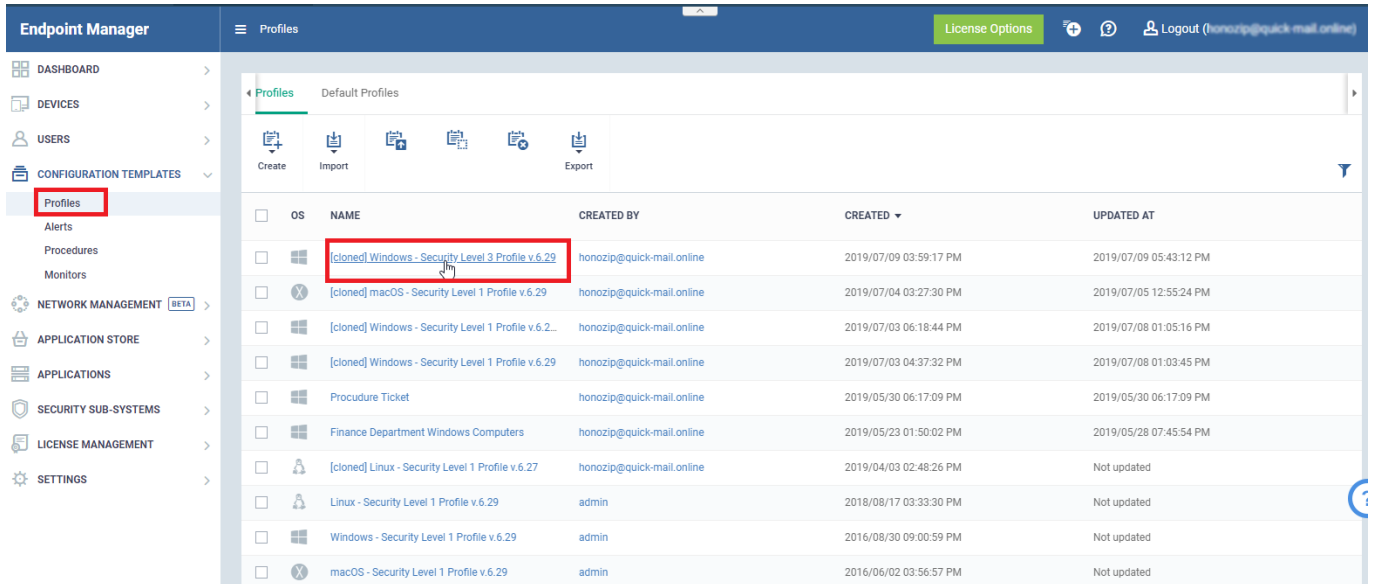 Endpoint Manager
Profiles
License Options
Logout (honozip@quick-mail.online)
DASHBOARD
DEVICES
USERS
CONFIGURATION TEMPLATES
Profiles
Alerts
Procedures
Monitors
NETWORK MANAGEMENT BETA
APPLICATION STORE
APPLICATIONS
SECURITY SUB-SYSTEMS
LICENSE MANAGEMENT
SETTINGS
Profiles Default Profiles
Create Import Export
OS NAME CREATED BY CREATED UPDATED AT
[cloned] Windows - Security Level 3 Profile v.6.29 honozip@quick-mail.online 2019/07/09 03:59:17 PM 2019/07/09 05:43:12 PM
[cloned] macOS - Security Level 1 Profile v.6.29 honozip@quick-mail.online 2019/07/04 03:27:30 PM 2019/07/05 12:55:24 PM
[cloned] Windows - Security Level 1 Profile v.6.2... honozip@quick-mail.online 2019/07/03 06:18:44 PM 2019/07/08 01:05:16 PM
[cloned] Windows - Security Level 1 Profile v.6.29 honozip@quick-mail.online 2019/07/03 04:37:32 PM 2019/07/08 01:03:45 PM
Procudure Ticket honozip@quick-mail.online 2019/05/30 06:17:09 PM 2019/05/30 06:17:09 PM
Finance Department Windows Computers honozip@quick-mail.online 2019/05/23 01:50:02 PM 2019/05/28 07:45:54 PM
[cloned] Linux - Security Level 1 Profile v.6.27 honozip@quick-mail.online 2019/04/03 02:48:26 PM Not updated
Linux - Security Level 1 Profile v.6.29 admin 2018/08/17 03:33:30 PM Not updated
Windows - Security Level 1 Profile v.6.29 admin 2016/08/30 09:00:59 PM Not updated
macOS - Security Level 1 Profile v.6.29 admin 2016/06/02 03:56:57 PM Not updated